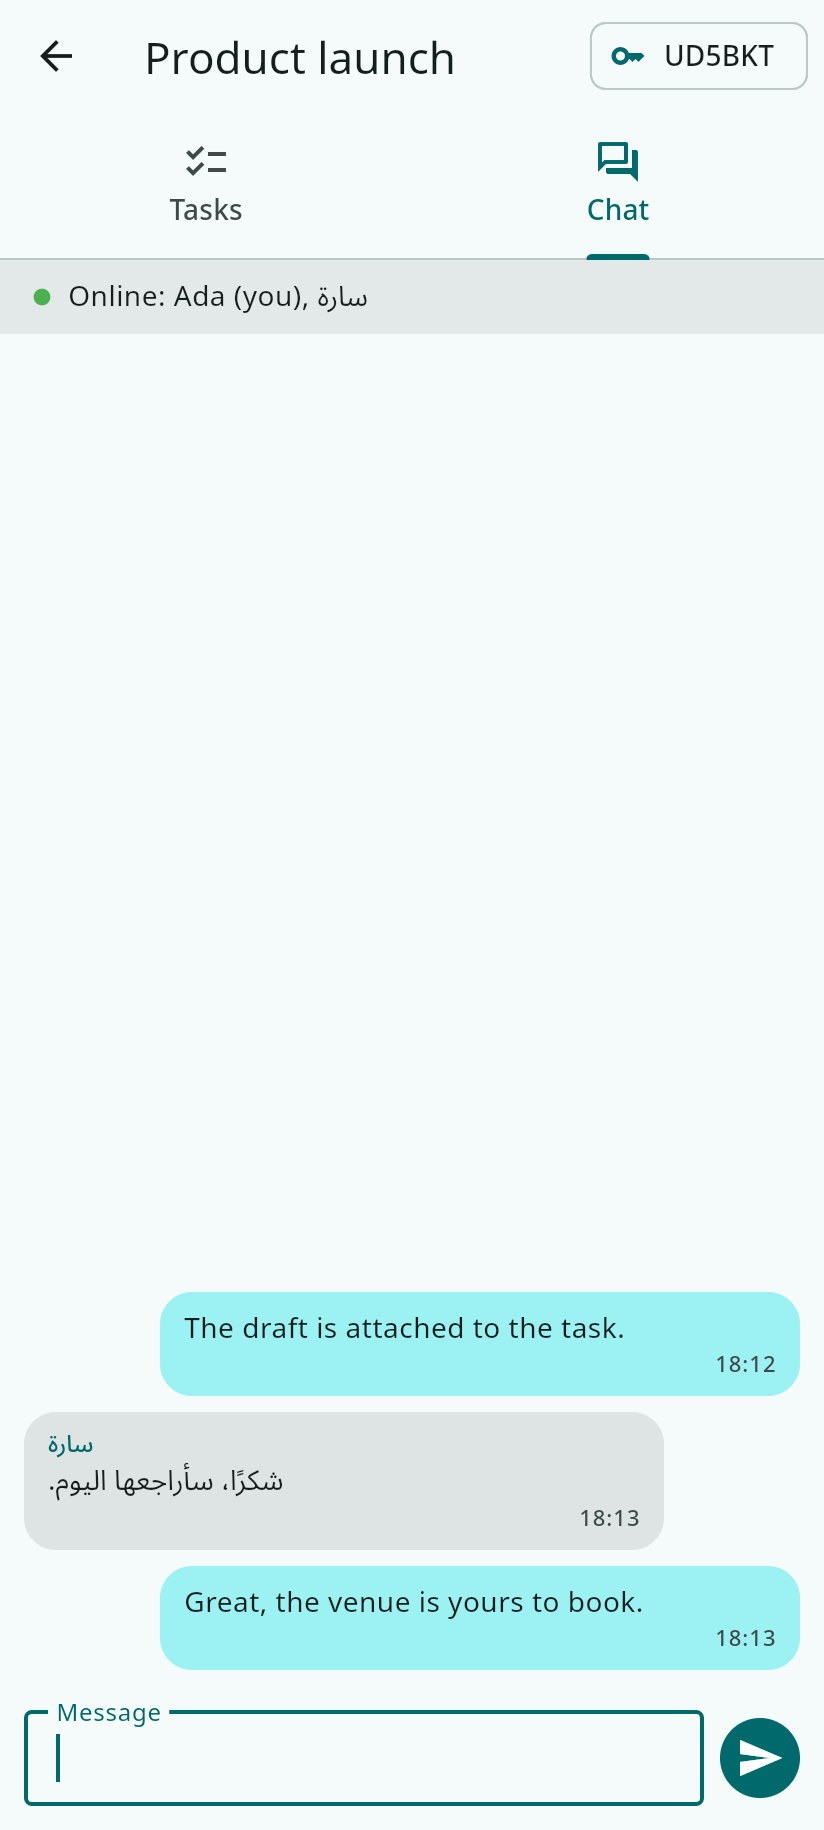 Product launch
UD5BKT
Tasks
Chat
Online: Ada (you), سارة
The draft is attached to the task.
18:12
سارة
شكرًا، سأراجعها اليوم.
18:13
Great, the venue is yours to book.
18:13
Message